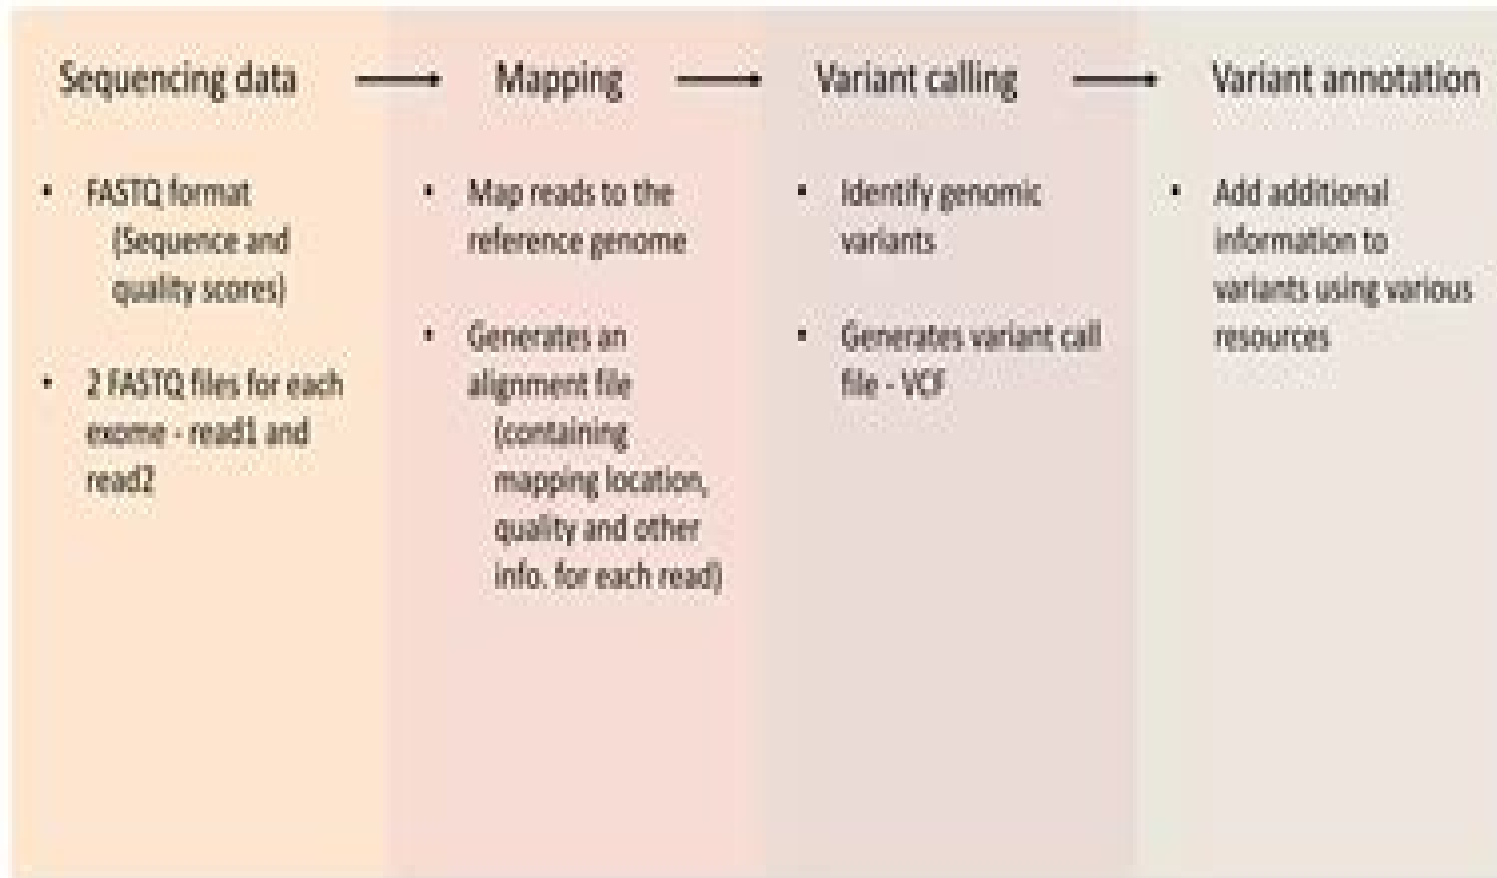 Sequencing data
Mapping
Variant calling
Variant annotation
• FASTQ format
(Sequence and
quality scores)
• 2 FASTQ files for each
exome - read1 and
read2
• Map reads to the
reference genome
• Generates an
alignment file
(containing
mapping location,
quality and other
info. for each read)
• Identify genomic
variants
• Generates variant call
file - VCF
• Add additional
information to
variants using various
resources